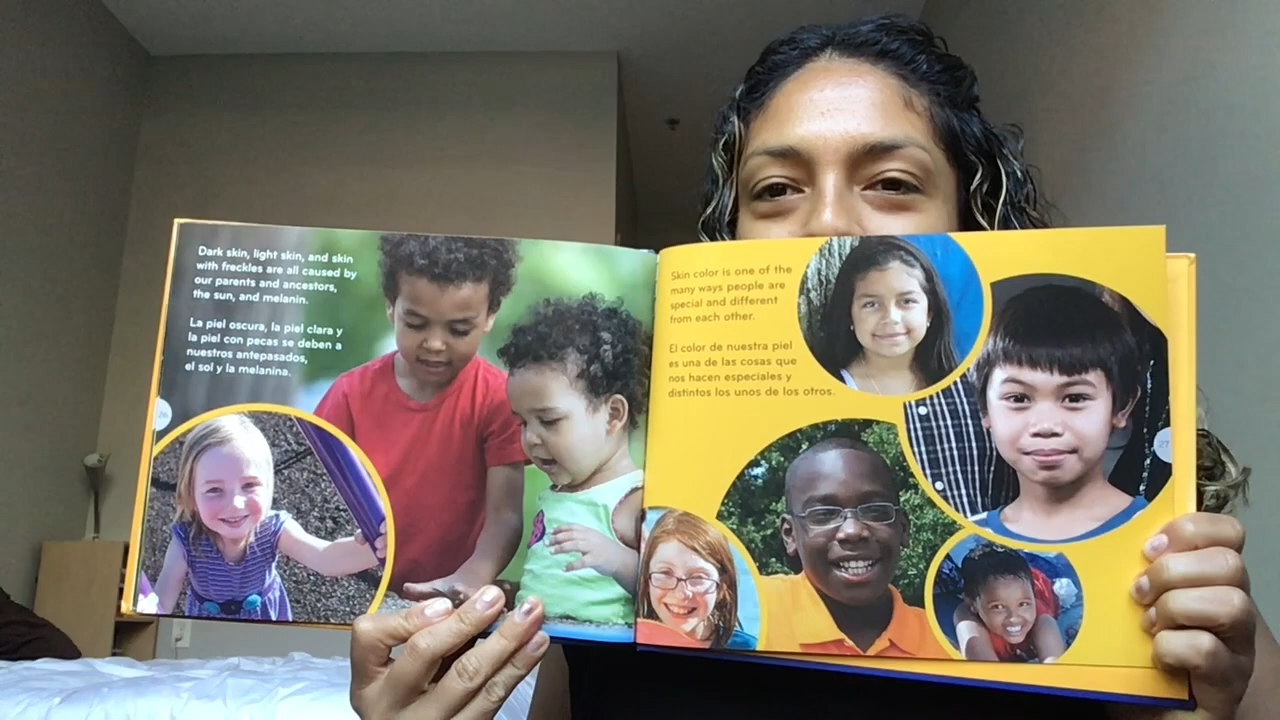 Dark skin, light skin, and skin
with freckles are all caused by
our parents and ancestors,
the sun, and melanin.
La piel oscura, la piel clara y
la piel con pecas se deben a
nuestros antepasados,
el sol y la melanina.
26
Skin color is one of the
many ways people are
special and different
from each other.
El color de nuestra piel
es una de las cosas que
nos hacen especiales y
distintos los unos de los otros.
27